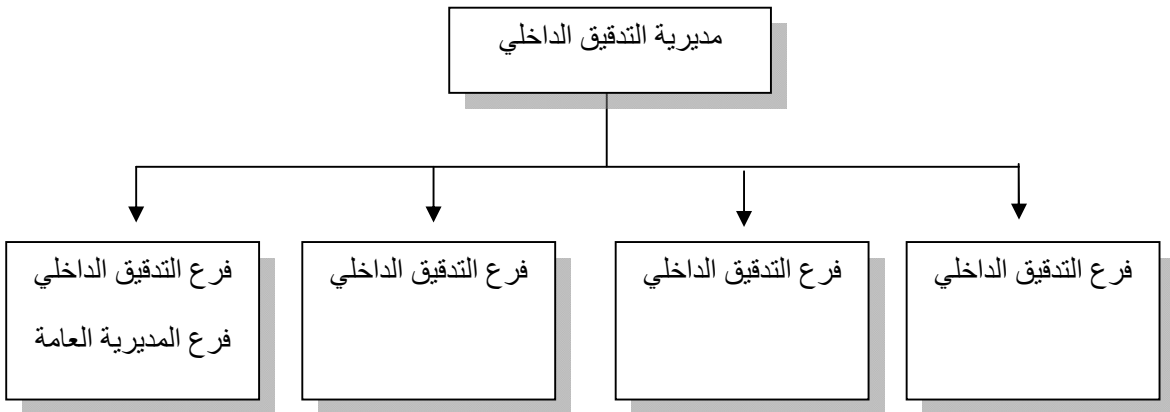 مديرية التدقيق الداخلي
فرع التدقيق الداخلي
فرع التدقيق الداخلي
فرع التدقيق الداخلي
فرع التدقيق الداخلي
فرع المديرية العامة